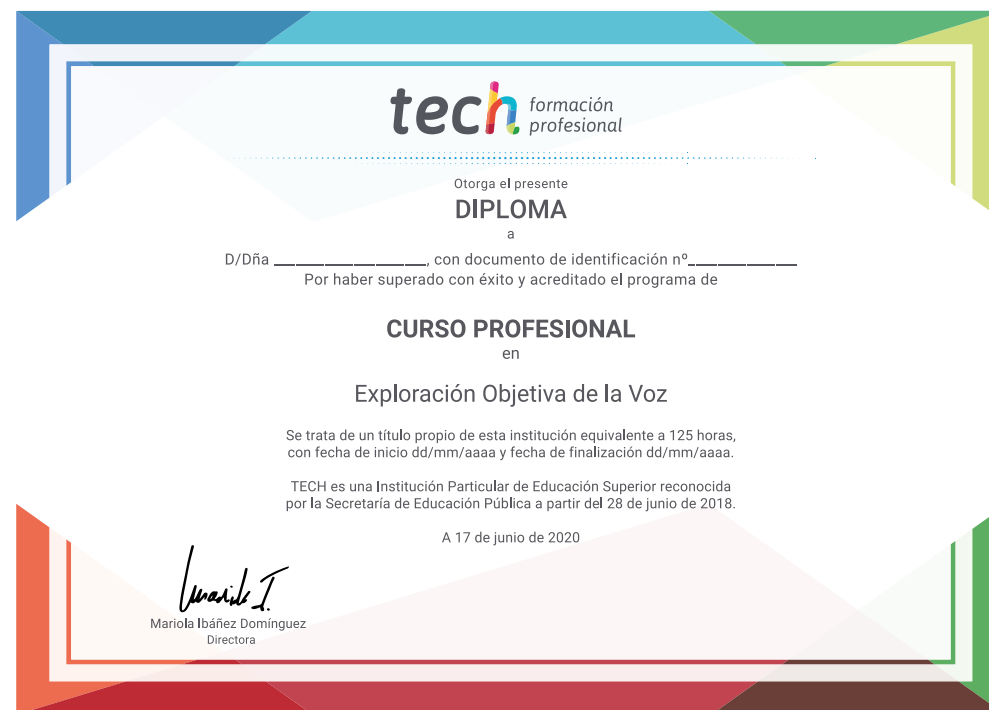 tech formación
profesional
Otorga el presente
DIPLOMA
a
D/Dña ______________, con documento de identificación nº__________
Por haber superado con éxito y acreditado el programa de
CURSO PROFESIONAL
en
Exploración Objetiva de la Voz
Se trata de un título propio de esta institución equivalente a 125 horas,
con fecha de inicio dd/mm/aaaa y fecha de finalización dd/mm/aaaa.
TECH es una Institución Particular de Educación Superior reconocida
por la Secretaría de Educación Pública a partir del 28 de junio de 2018.
A 17 de junio de 2020
Mariola Ibáñez Domínguez
Directora